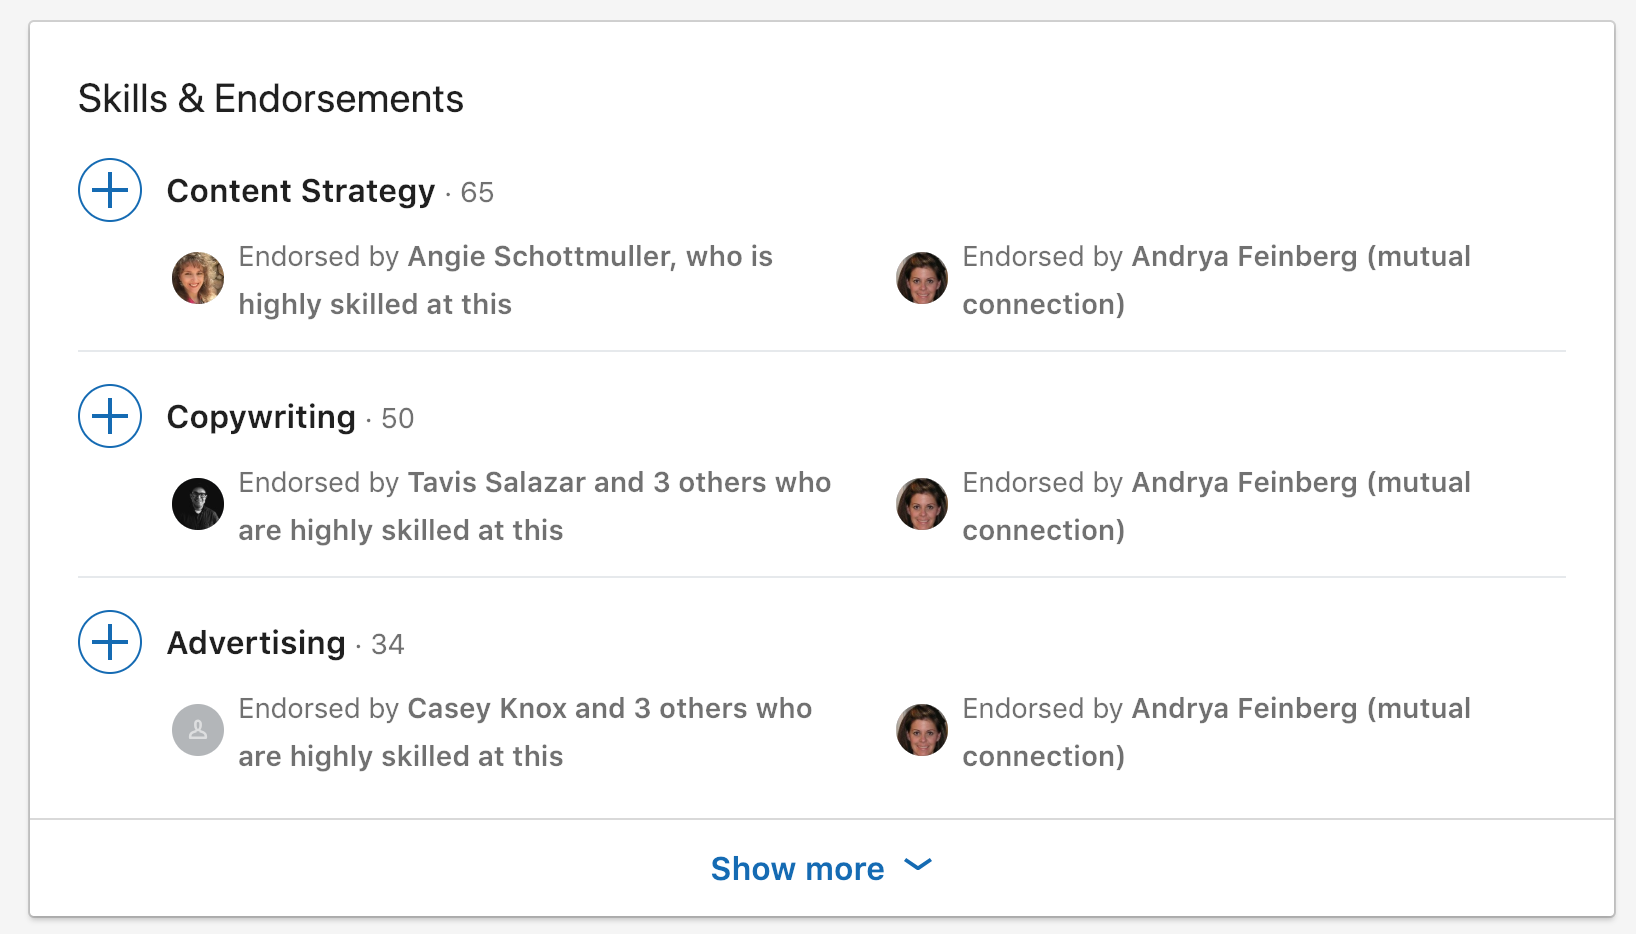 Skills & Endorsements
Content Strategy · 65
Endorsed by Angie Schottmuller, who is
highly skilled at this
Endorsed by Andrya Feinberg (mutual
connection)
Copywriting · 50
Endorsed by Tavis Salazar and 3 others who
are highly skilled at this
Endorsed by Andrya Feinberg (mutual
connection)
Advertising · 34
Endorsed by Casey Knox and 3 others who
are highly skilled at this
Endorsed by Andrya Feinberg (mutual
connection)
Show more